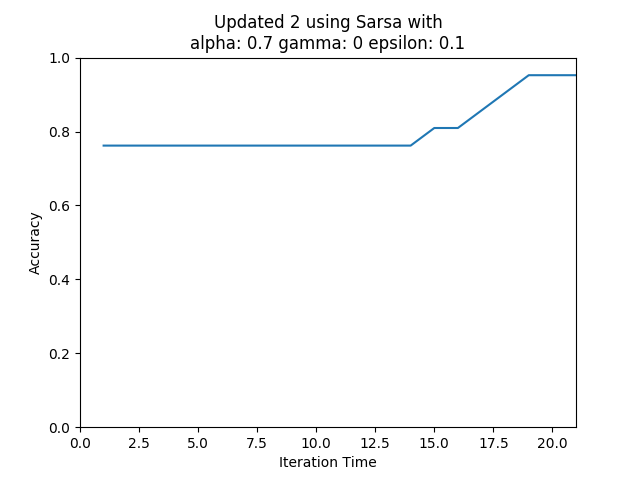 Updated 2 using Sarsa with
alpha: 0.7 gamma: 0 epsilon: 0.1
1.0
0.8
0.6
0.4
0.2
0.0
Accuracy
0.0 2.5 5.0 7.5 10.0 12.5 15.0 17.5 20.0
Iteration Time